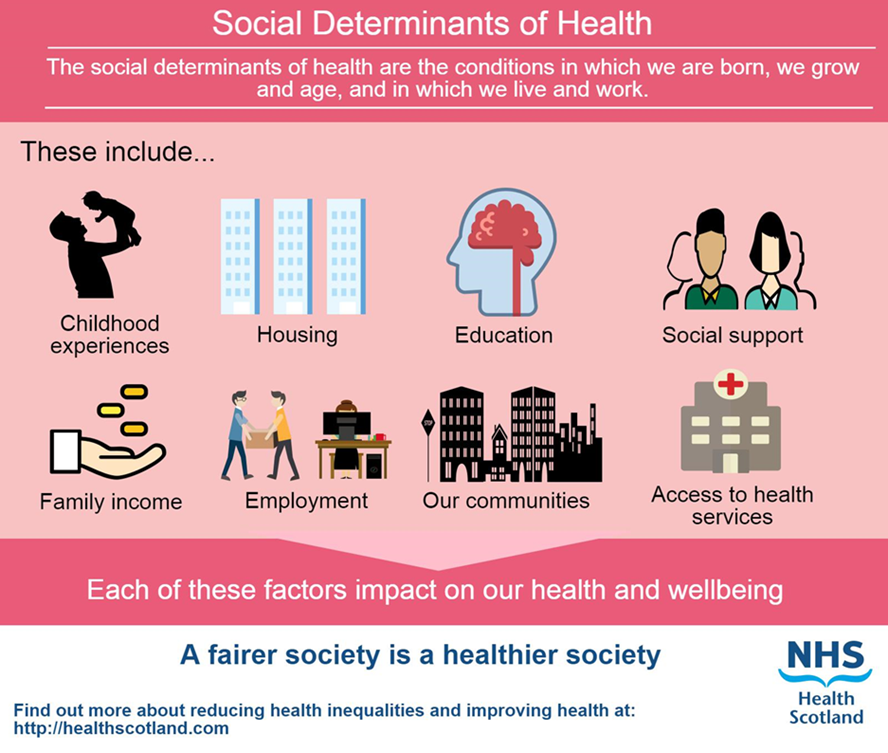 Social Determinants of Health
The social determinants of health are the conditions in which we are born, we grow
and age, and in which we live and work.
These include...
Childhood
experiences
Housing
Education
Social support
Family income
Employment
STOP
Our communities
Access to health
services
Each of these factors impact on our health and wellbeing
A fairer society is a healthier society
NHS
Health
Scotland
Find out more about reducing health inequalities and improving health at:
http://healthscotland.com